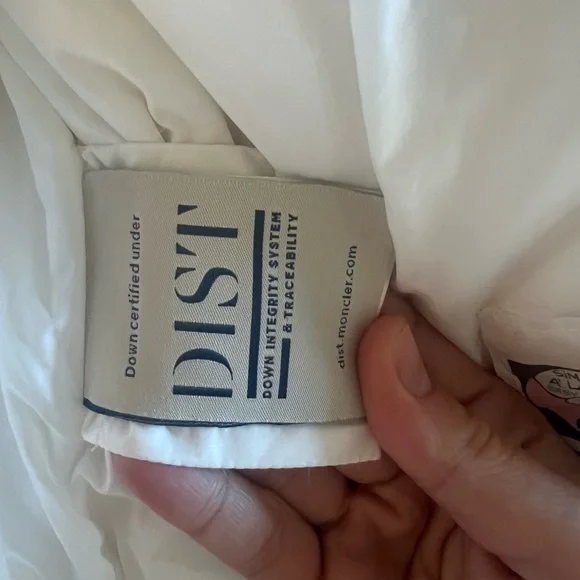 Down certified under
DIST
DOWN INTEGRITY SYSTEM
& TRACEABILITY
dist.moncler.com